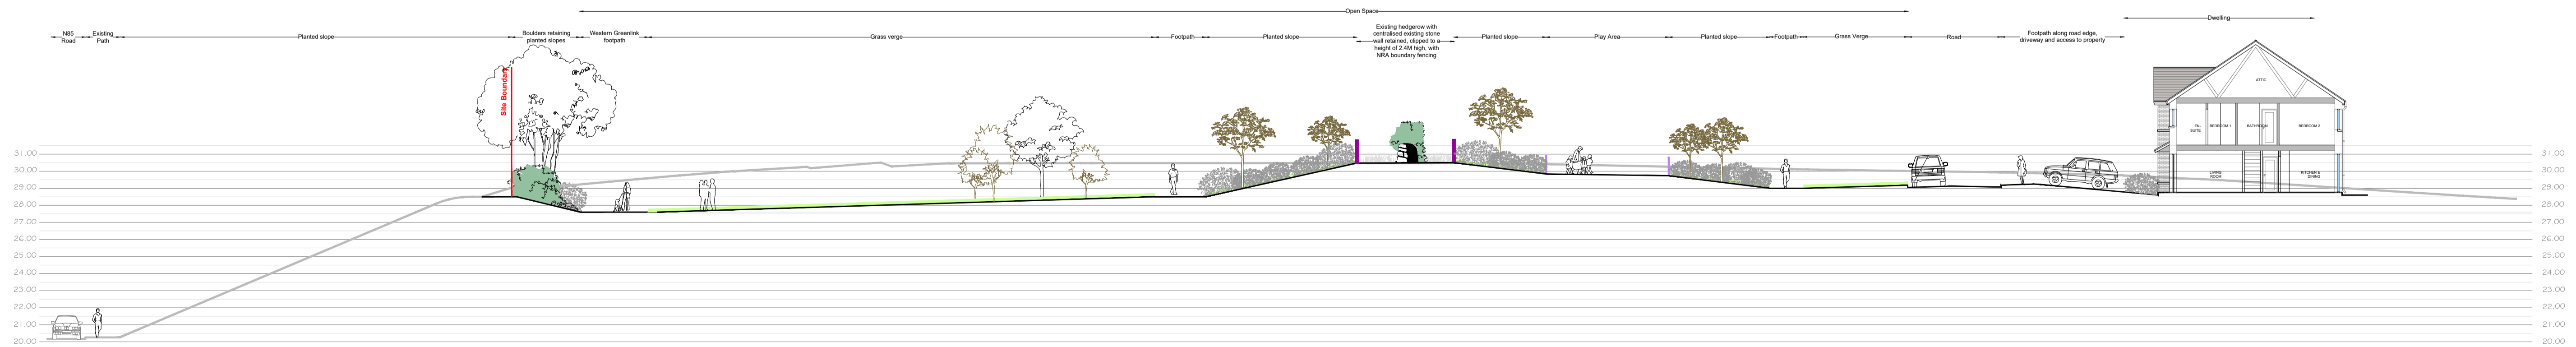 Open Space
Dwelling
N85
Road
Existing
Path
Planted slope
Boulders retaining
planted slopes
Western Greenlink
footpath
Grass verge
Footpath
Planted slope
Existing hedgerow with
centralised existing stone
wall retained, clipped to a
height of 2.4M high, with
NRA boundary fencing
Planted slope
Play Area
Planted slope
Footpath
Grass Verge
Road
Footpath along road edge,
driveway and access to property
Site Boundary
ATTIC
EN-
SUITE
BEDROOM 1
BATHROOM
BEDROOM 2
LIVING
ROOM
KITCHEN &
DINING
31.00
30.00
29.00
28.00
27.00
26.00
25.00
24.00
23.00
22.00
21.00
20.00
31.00
30.00
29.00
28.00
27.00
26.00
25.00
24.00
23.00
22.00
21.00
20.00